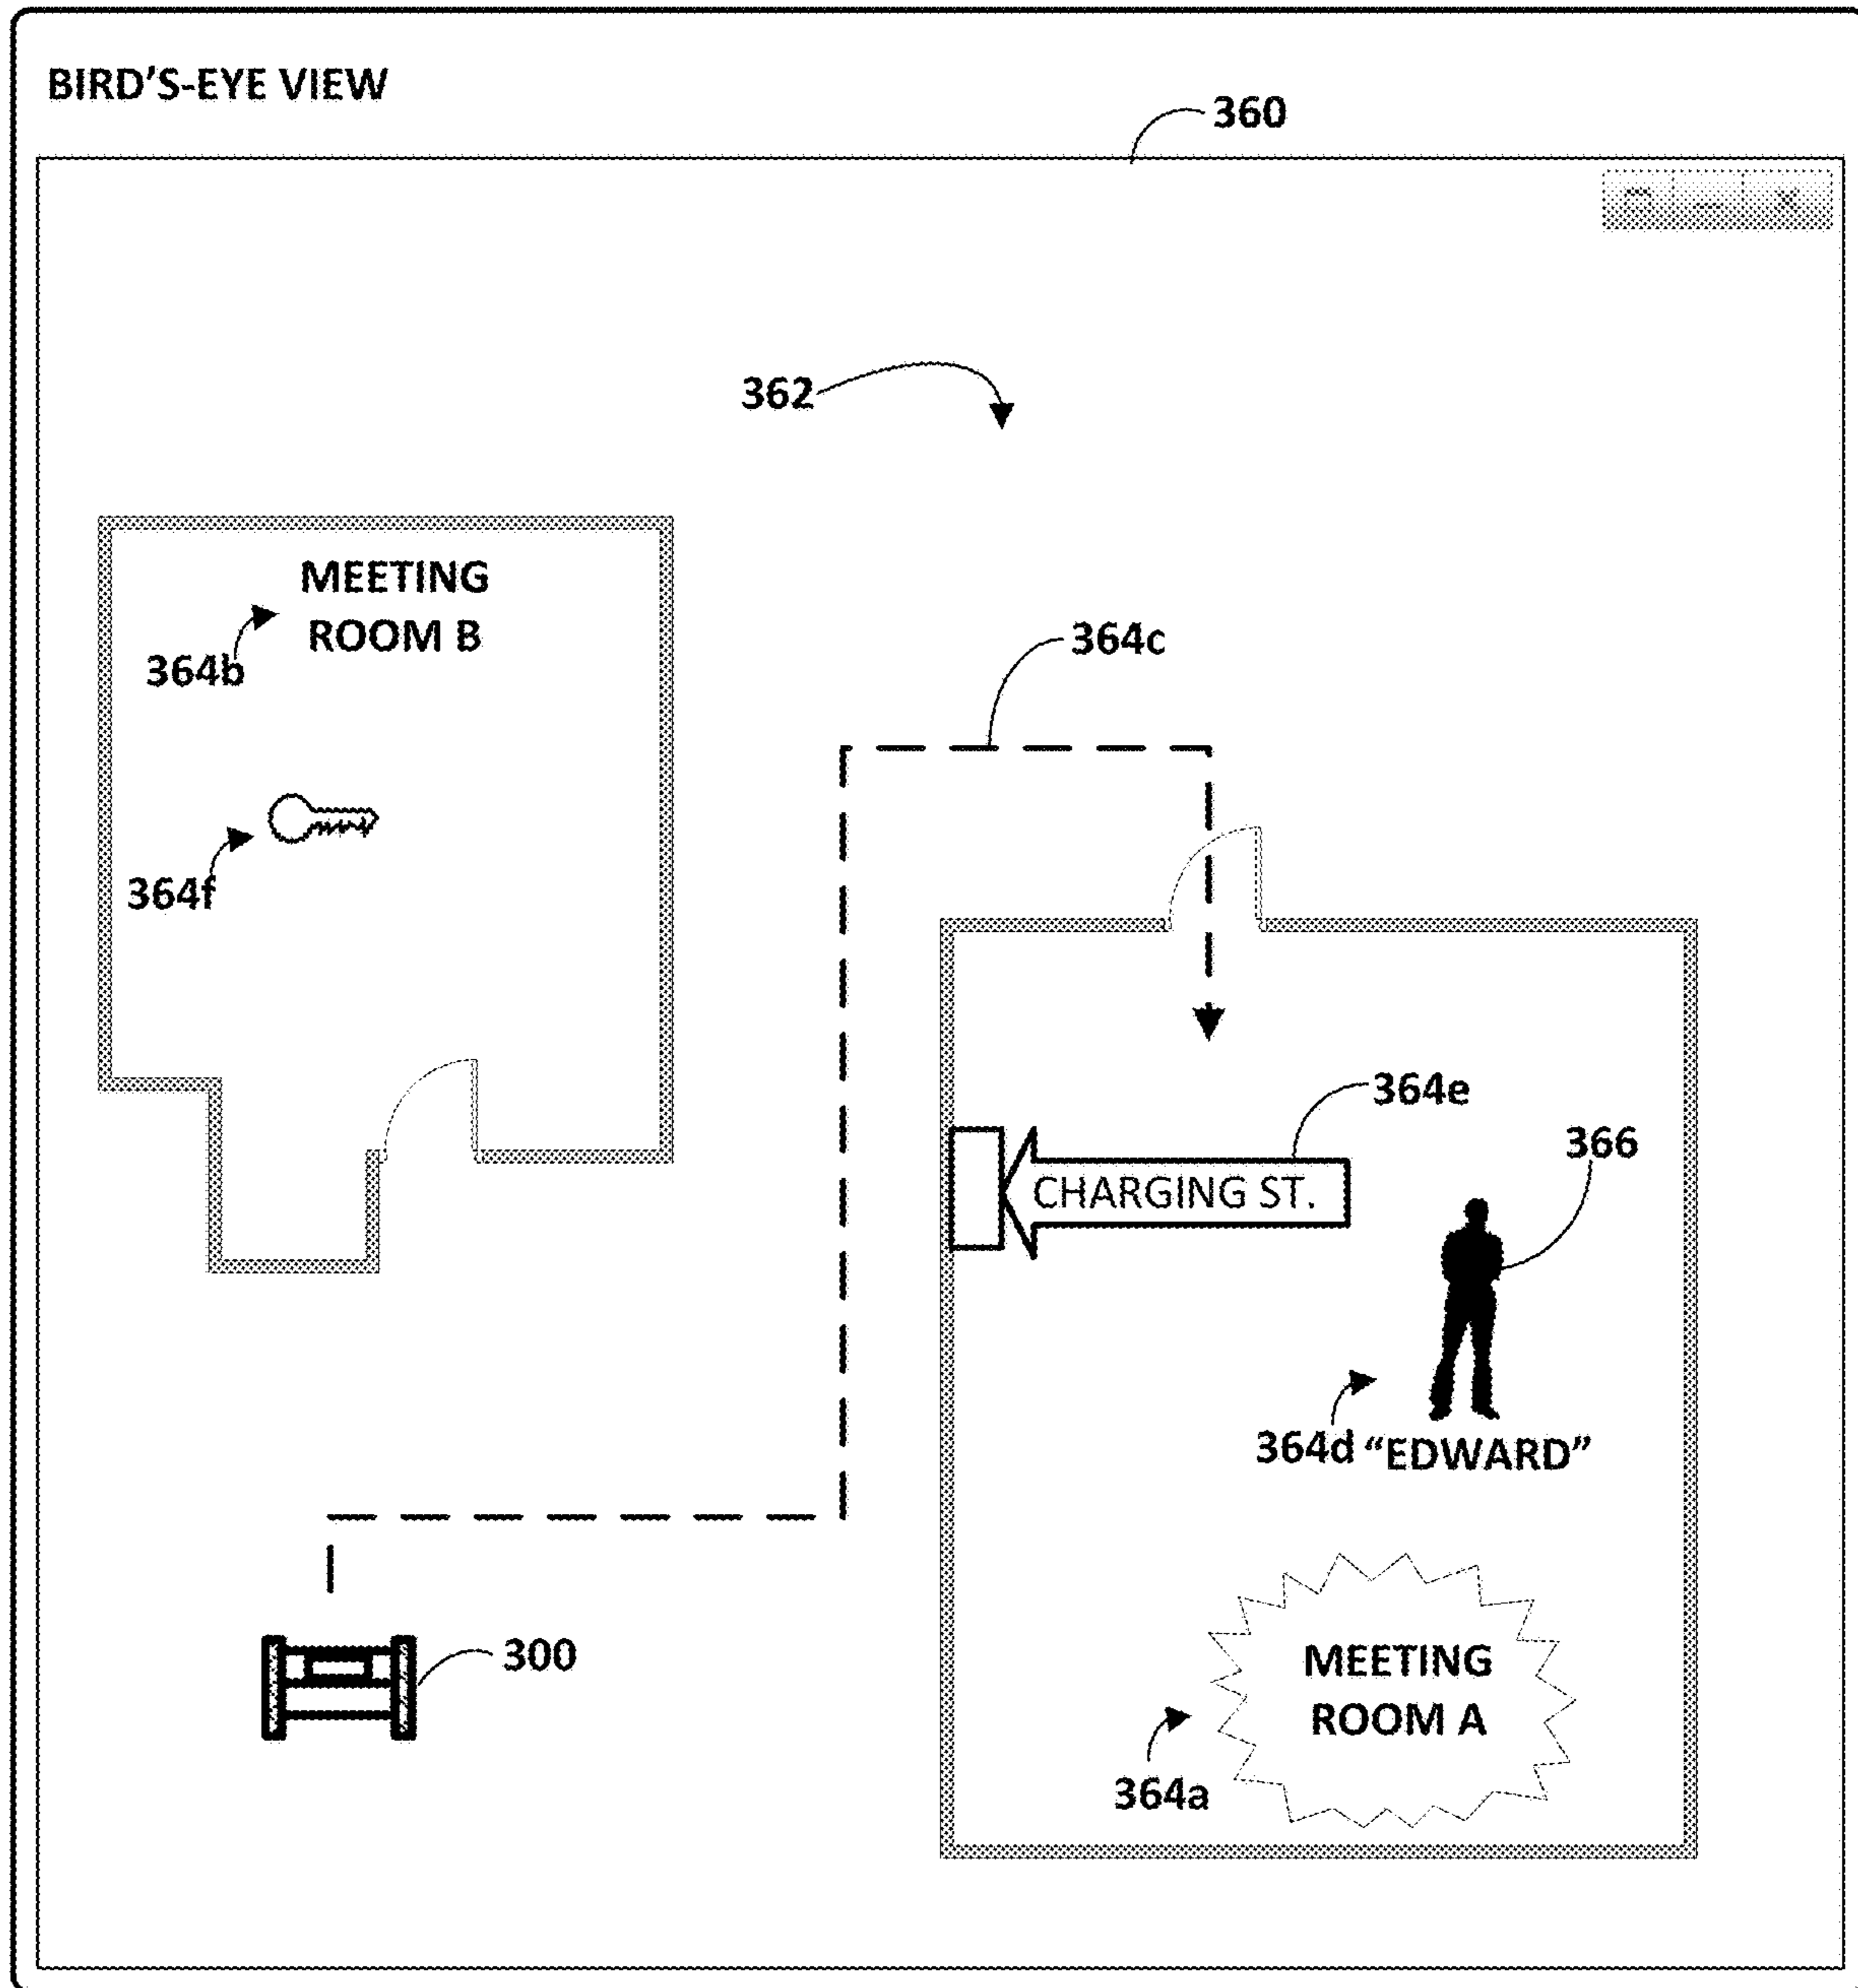 BIRD'S-EYE VIEW
360
362
MEETING
ROOM B
364b
364c
364f
364e
366
CHARGING ST.
364d "EDWARD"
300
MEETING
ROOM A
364a